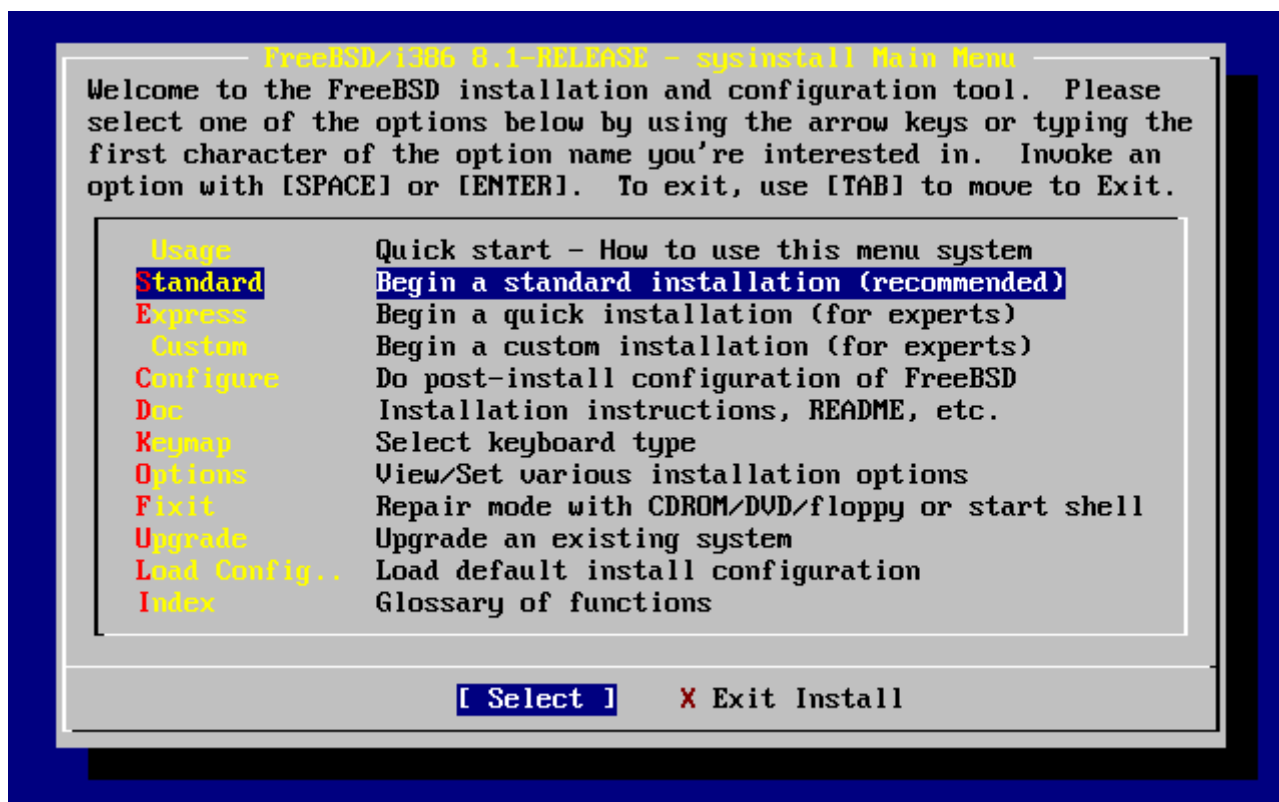 FreeBSD/i386 8.1-RELEASE - sysinstall Main Menu
Welcome to the FreeBSD installation and configuration tool. Please
select one of the options below by using the arrow keys or typing the
first character of the option name you're interested in. Invoke an
option with [SPACE] or [ENTER]. To exit, use [TAB] to move to Exit.
Usage Quick start - How to use this menu system
Standard Begin a standard installation (recommended)
Express Begin a quick installation (for experts)
Custom Begin a custom installation (for experts)
Configure Do post-install configuration of FreeBSD
Doc Installation instructions, README, etc.
Keymap Select keyboard type
Options View/Set various installation options
Fixit Repair mode with CDROM/DVD/floppy or start shell
Upgrade Upgrade an existing system
Load Config.. Load default install configuration
Index Glossary of functions
[ Select ] X Exit Install